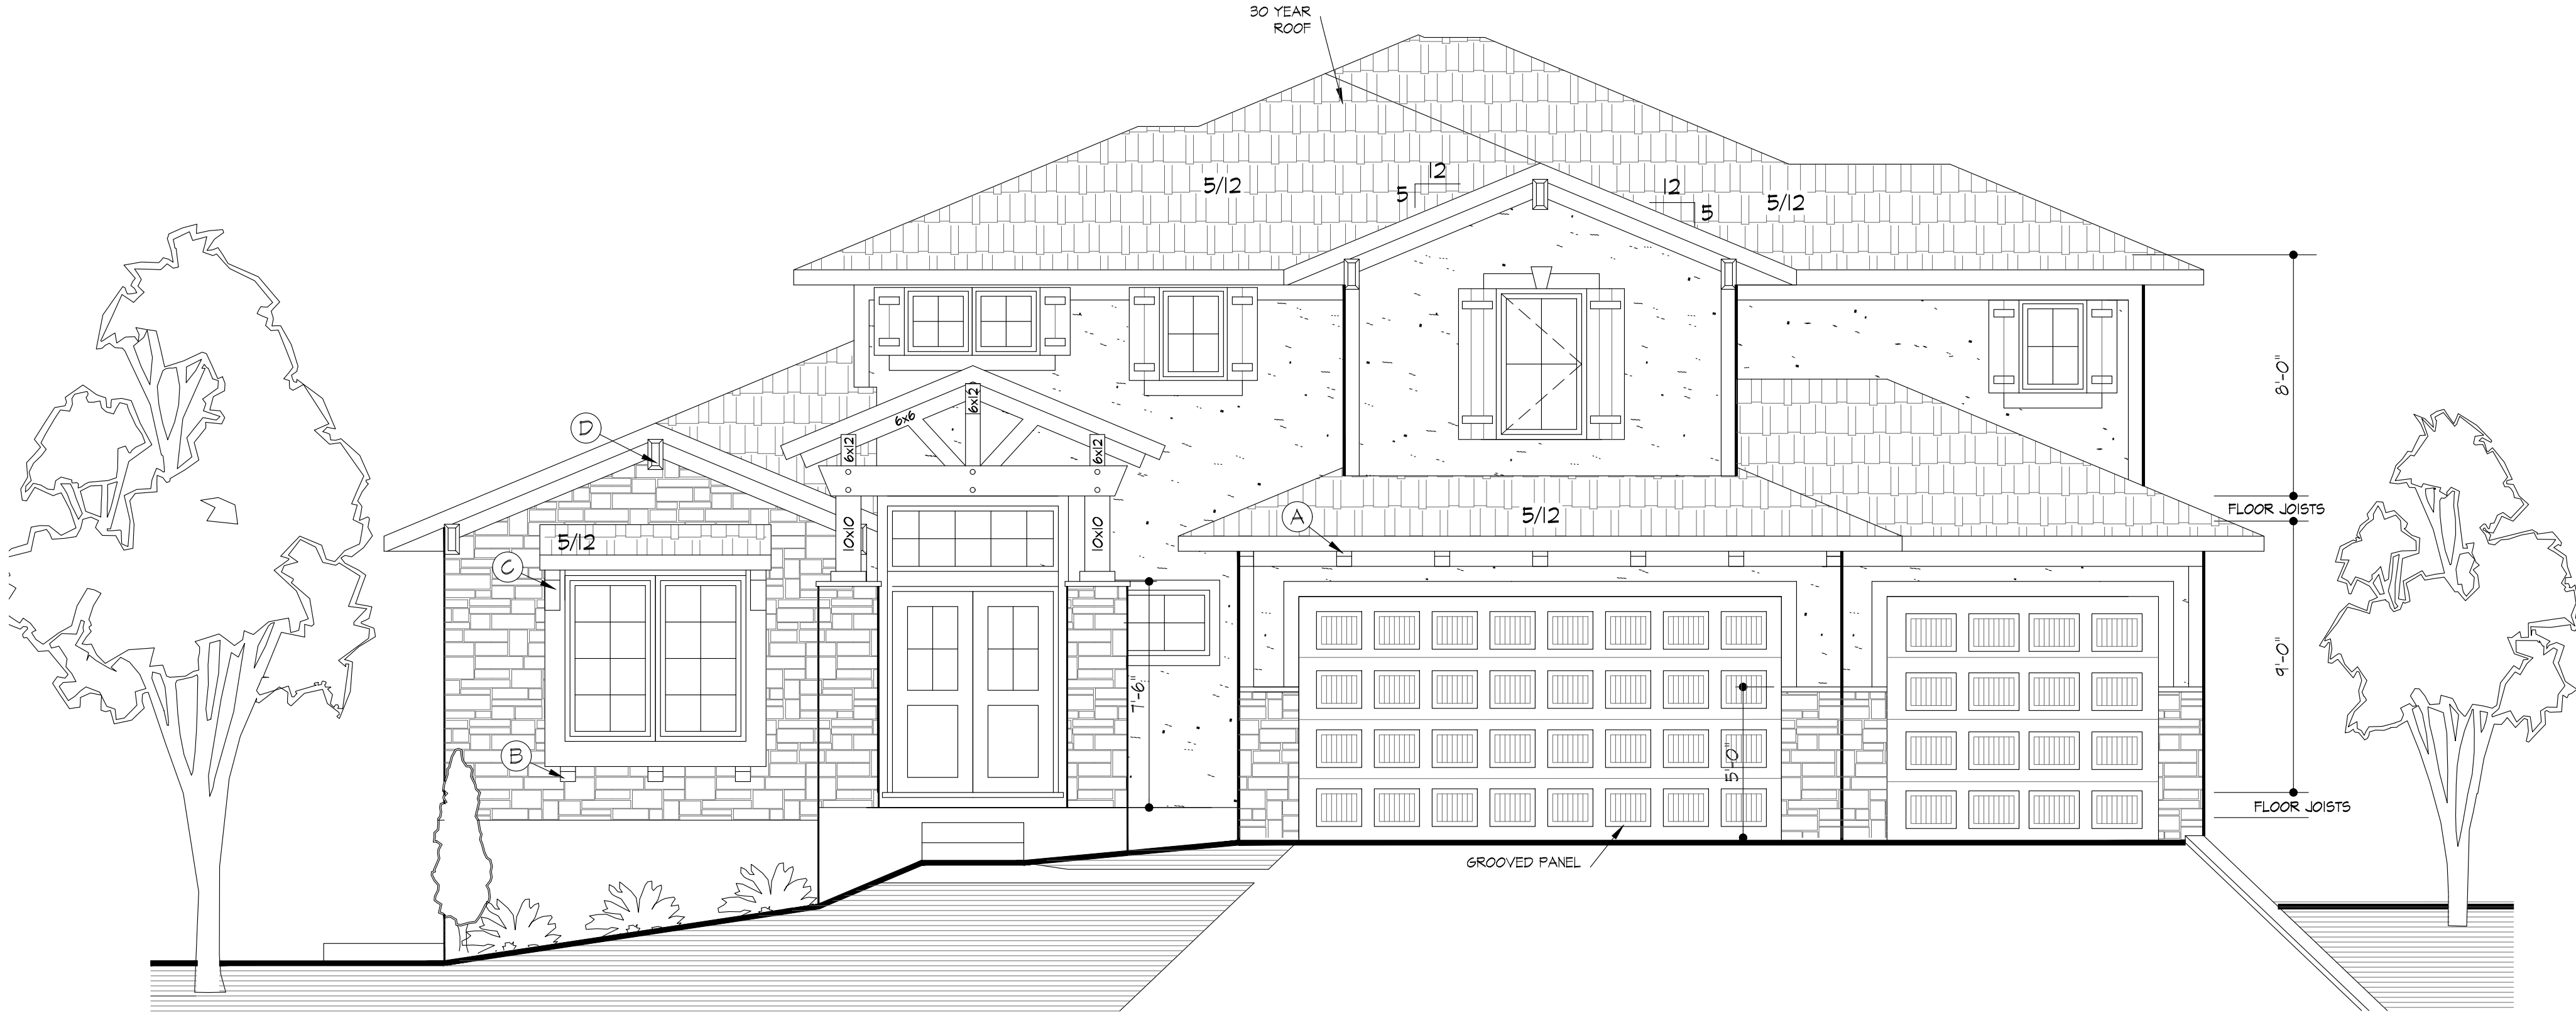 30 YEAR
ROOF
12
5
5/12
12
5
5/12
8'-0"
6x12
6x6
6x12
6x12
D
FLOOR JOISTS
A
5/12
10x10
10x10
5/12
C
9'-0"
7'-6"
B
5'-0"
FLOOR JOISTS
GROOVED PANEL